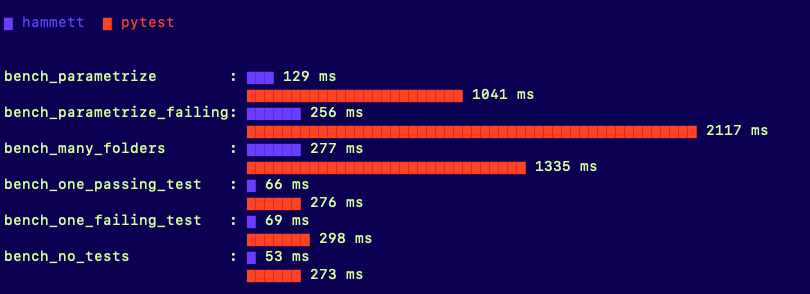 hammett pytest
bench_parametrize : 129 ms
1041 ms
bench_parametrize_failing: 256 ms
2117 ms
bench_many_folders : 277 ms
1335 ms
bench_one_passing_test : 66 ms
276 ms
bench_one_failing_test : 69 ms
298 ms
bench_no_tests : 53 ms
273 ms